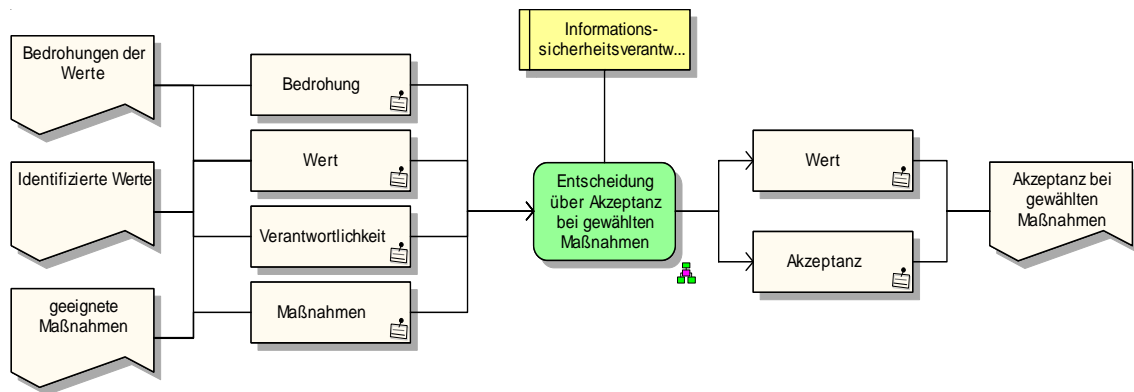 Bedrohungen der
Werte
Identifizierte Werte
geeignete
Maßnahmen
Bedrohung
Wert
Verantwortlichkeit
Maßnahmen
Informations-
sicherheitsverantw...
Entscheidung
über Akzeptanz
bei gewählten
Maßnahmen
Wert
Akzeptanz
Akzeptanz bei
gewählten
Maßnahmen